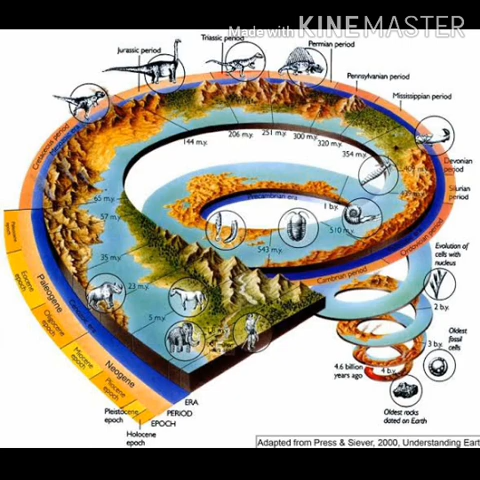 Made with KINEMASTER
Triassic period
Jurassic period
Permian period
Pennsylvanian period
Mississippian period
Cretaceous period
206 m.y.
251 m.y.
300 m.y.
320 m.y.
144 m.y.
354 m.y.
Devonian
period
Silurian
period
65 m.y.
Precambrian era
1 b.y.
510 m.y.
57 m.y.
543 m.y.
Ordovician period
Cambrian period
Evolution of
cells with
nucleus
35 m.y.
23 m.y.
5 m.y.
2 b.y.
Oldest
fossil
cells
3 b.y.
4.6 billion
years ago
4 b.y.
Oldest rocks
dated on Earth
Paleogene
Eocene
epoch
Oligocene
epoch
Miocene
epoch
Neogene
Pliocene
epoch
Pleistocene
epoch
Holocene
epoch
ERA
PERIOD
EPOCH
Adapted from Press & Siever, 2000, Understanding Eart